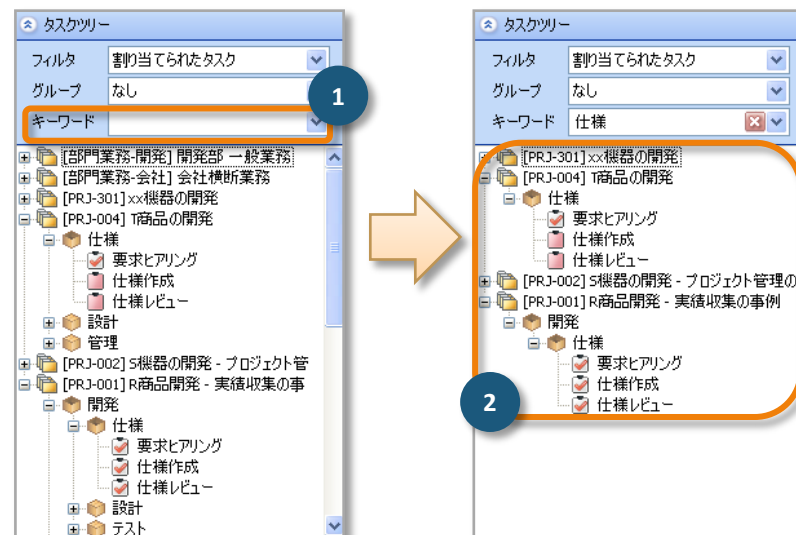 タスクツリー
フィルタ 割り当てられたタスク
グループ なし
キーワード
1
[部門業務-開発] 開発部 一般業務
[部門業務-会社] 会社横断業務
[PRJ-301] xx機器の開発
[PRJ-004] T商品の開発
仕様
要求ヒアリング
仕様作成
仕様レビュー
設計
管理
[PRJ-002] S機器の開発 - プロジェクト管
[PRJ-001] R商品開発 - 実績収集の事
開発
仕様
要求ヒアリング
仕様作成
仕様レビュー
設計
テスト
タスクツリー
フィルタ 割り当てられたタスク
グループ なし
キーワード 仕様
[PRJ-301] xx機器の開発
[PRJ-004] T商品の開発
仕様
要求ヒアリング
仕様作成
仕様レビュー
[PRJ-002] S機器の開発 - プロジェクト管理の
[PRJ-001] R商品開発 - 実績収集の事例
開発
仕様
要求ヒアリング
仕様作成
仕様レビュー
2